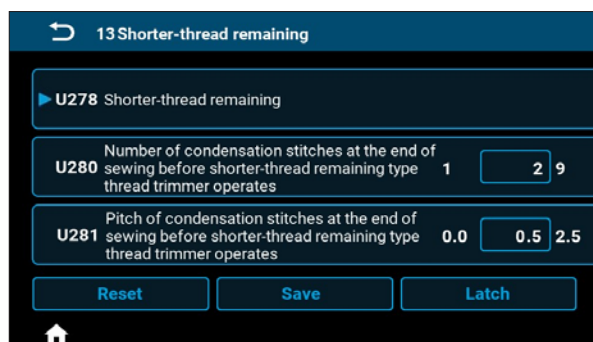 13 Shorter-thread remaining
U278 Shorter-thread remaining
Number of condensation stitches at the end of
U280 sewing before shorter-thread remaining type 1 2 9
thread trimmer operates
Pitch of condensation stitches at the end of
U281 sewing before shorter-thread remaining type 0.0 0.5 2.5
thread trimmer operates
Reset Save Latch